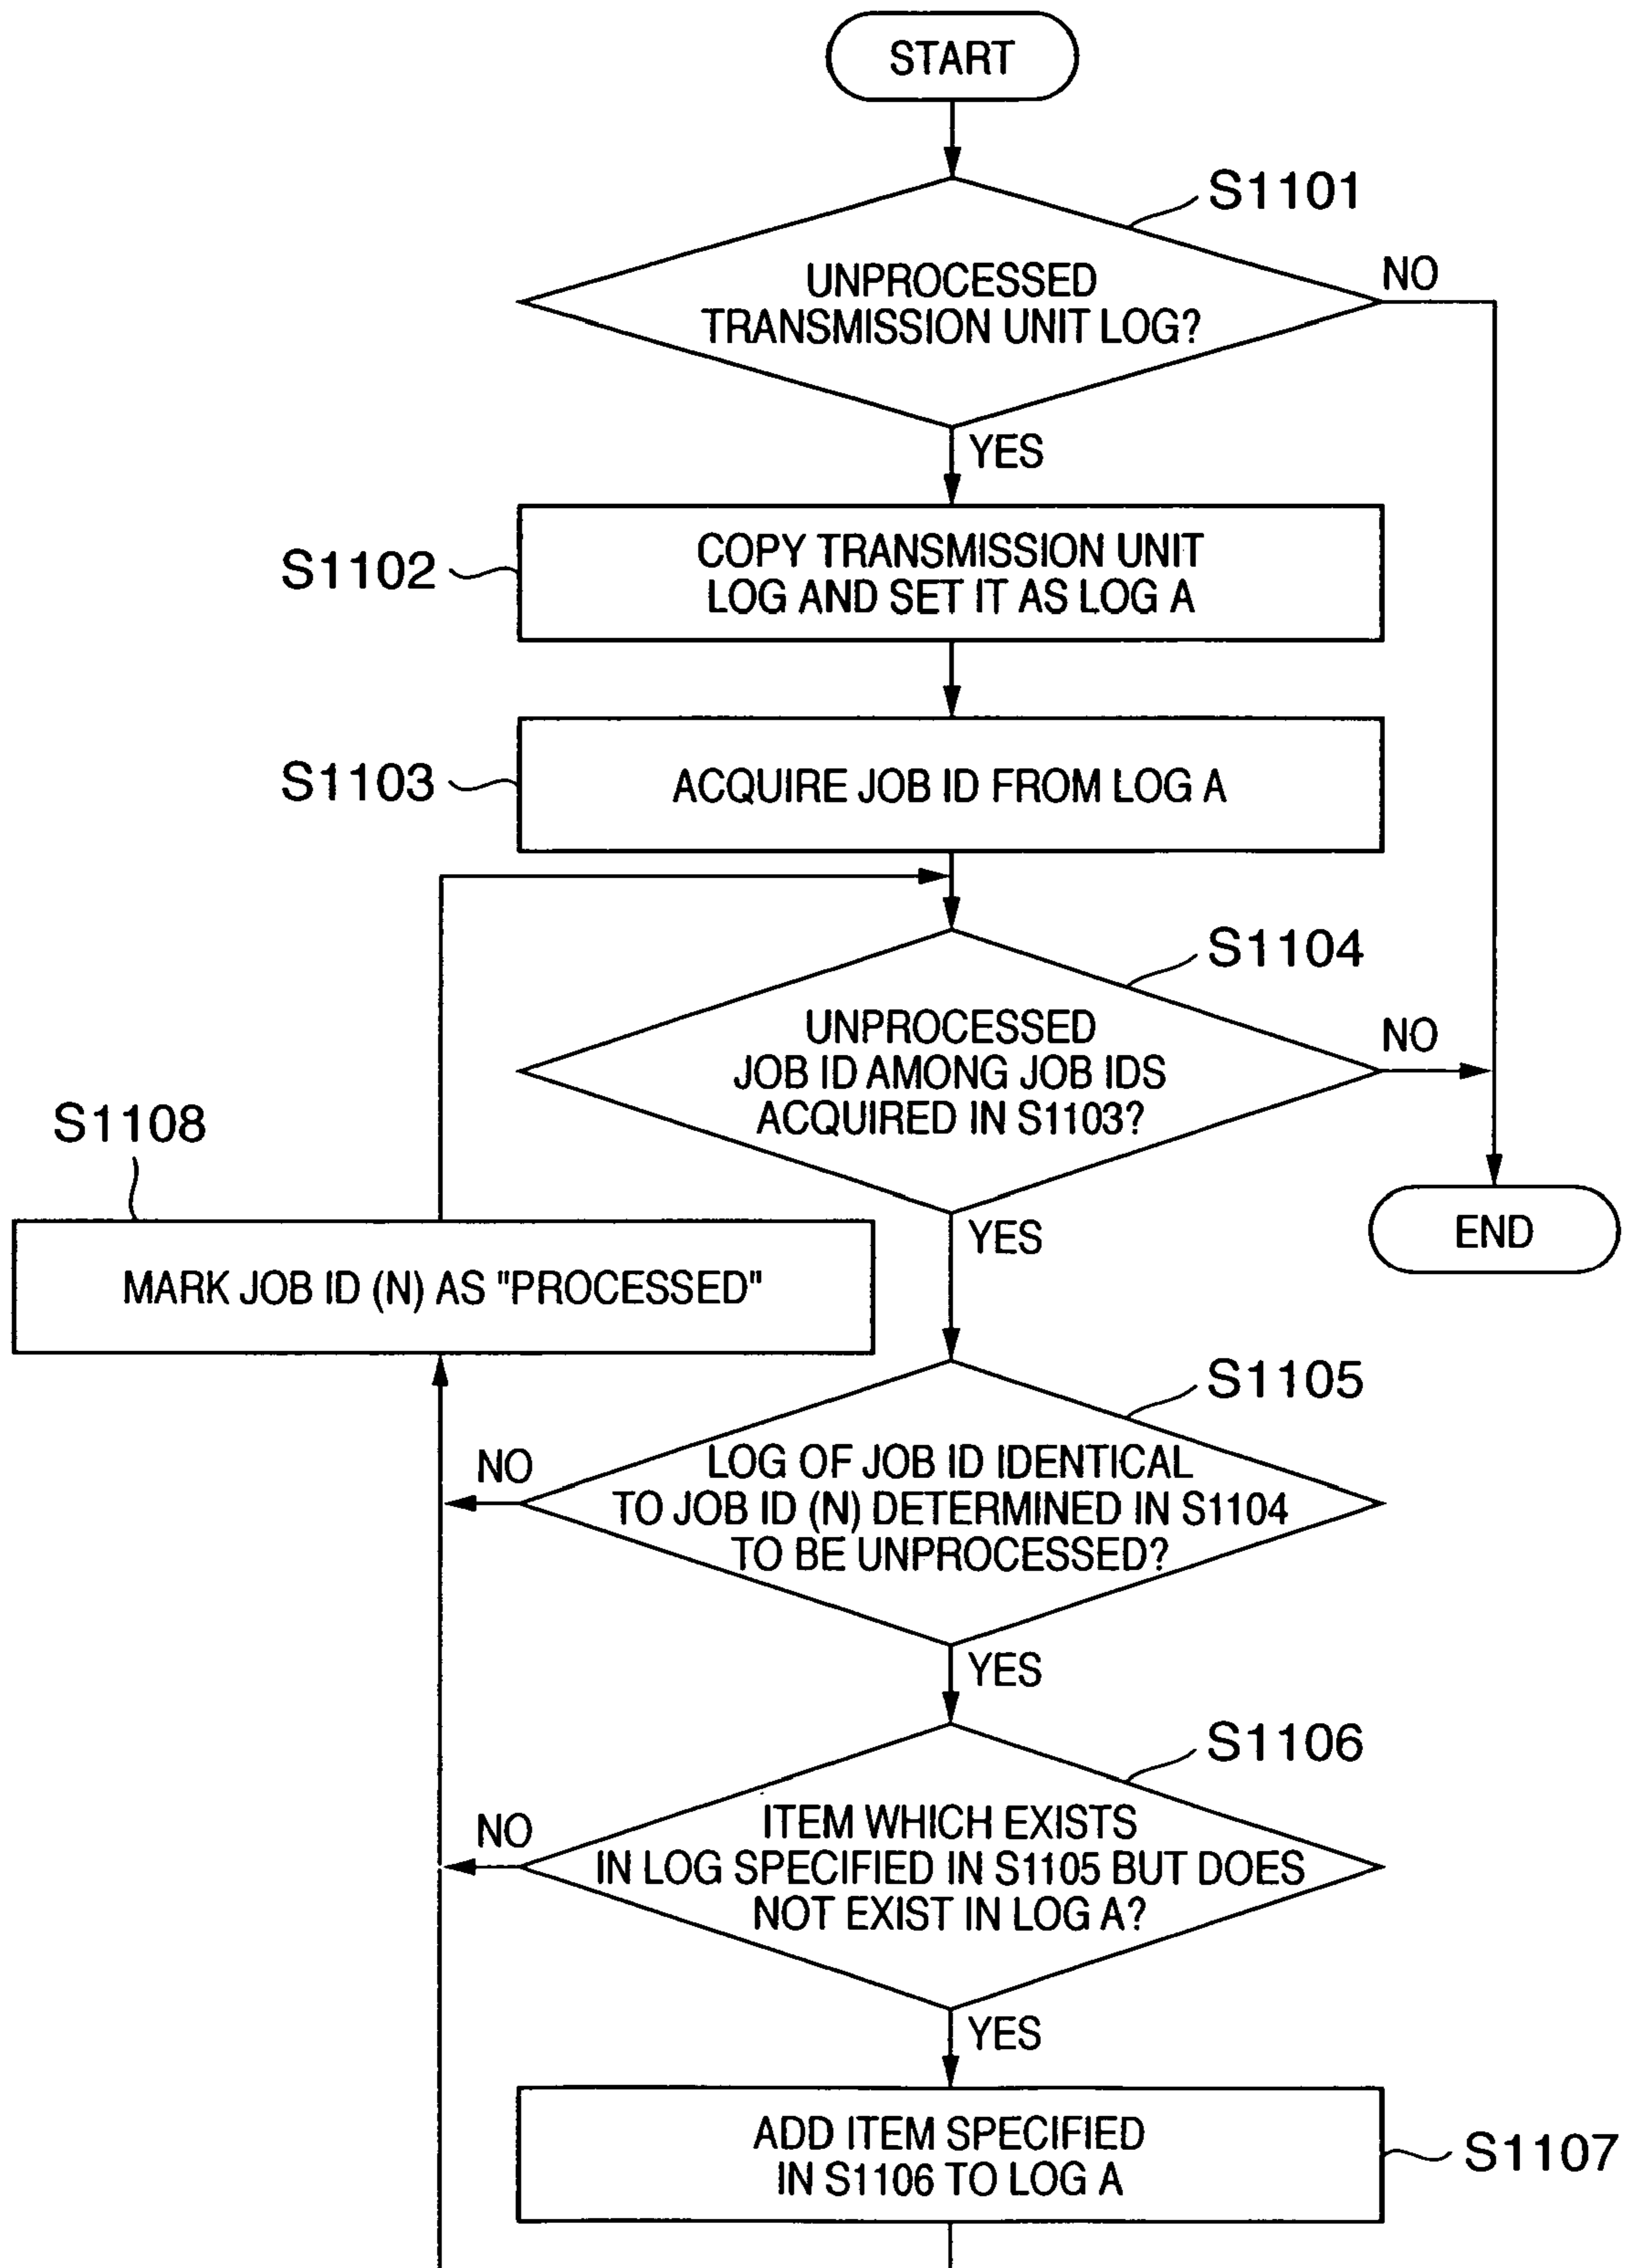 START
S1101
UNPROCESSED
TRANSMISSION UNIT LOG?
NO
YES
S1102
COPY TRANSMISSION UNIT
LOG AND SET IT AS LOG A
S1103
ACQUIRE JOB ID FROM LOG A
S1104
UNPROCESSED
JOB ID AMONG JOB IDS
ACQUIRED IN S1103?
NO
YES
END
S1108
MARK JOB ID (N) AS "PROCESSED"
S1105
LOG OF JOB ID IDENTICAL
TO JOB ID (N) DETERMINED IN S1104
TO BE UNPROCESSED?
NO
YES
S1106
ITEM WHICH EXISTS
IN LOG SPECIFIED IN S1105 BUT DOES
NOT EXIST IN LOG A?
NO
YES
ADD ITEM SPECIFIED
IN S1106 TO LOG A
S1107